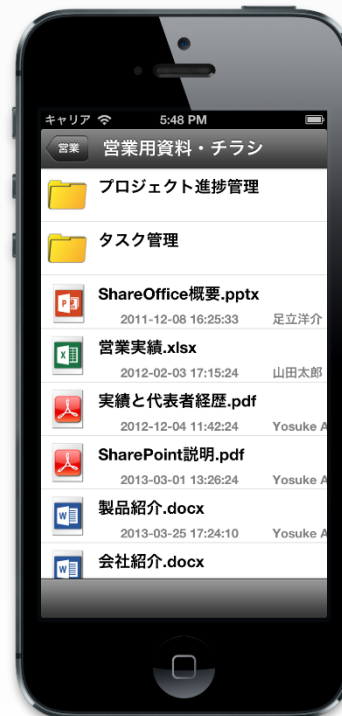 キャリア 5:48 PM
営業 営業用資料・チラシ
プロジェクト進捗管理
タスク管理
ShareOffice概要.pptx
2011-12-08 16:25:33 足立洋介
営業実績.xlsx
2012-02-03 17:15:24 山田太郎
実績と代表者経歴.pdf
2012-12-04 11:42:24 Yosuke A
SharePoint説明.pdf
2013-03-01 13:26:24 Yosuke A
製品紹介.docx
2013-03-25 17:24:10 Yosuke A
会社紹介.docx